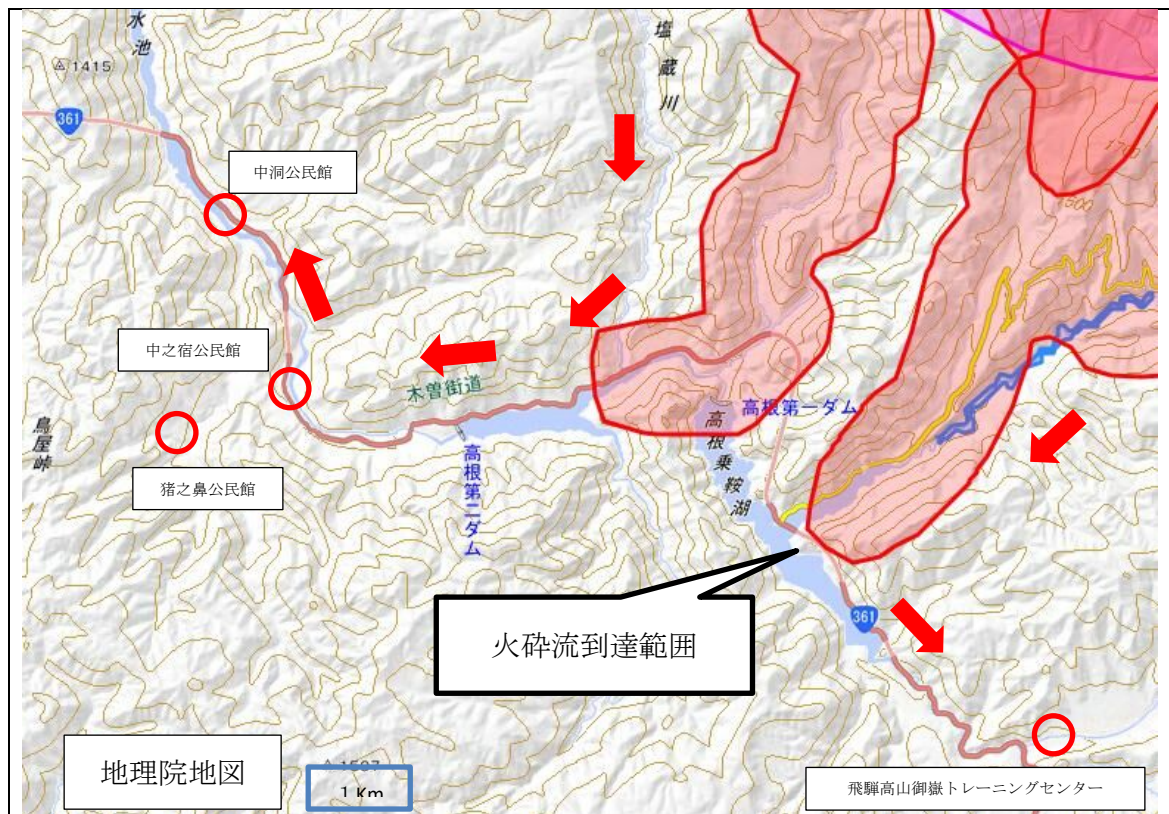 水池
塩蔵川
1415
361
中洞公民館
1500
中之宿公民館
木曽街道
高根第一ダム
鳥屋峠
猪之鼻公民館
高根第二ダム
高根乗鞍湖
火砕流到達範囲
361
地理院地図
1 Km
飛騨高山御嶽トレーニングセンター